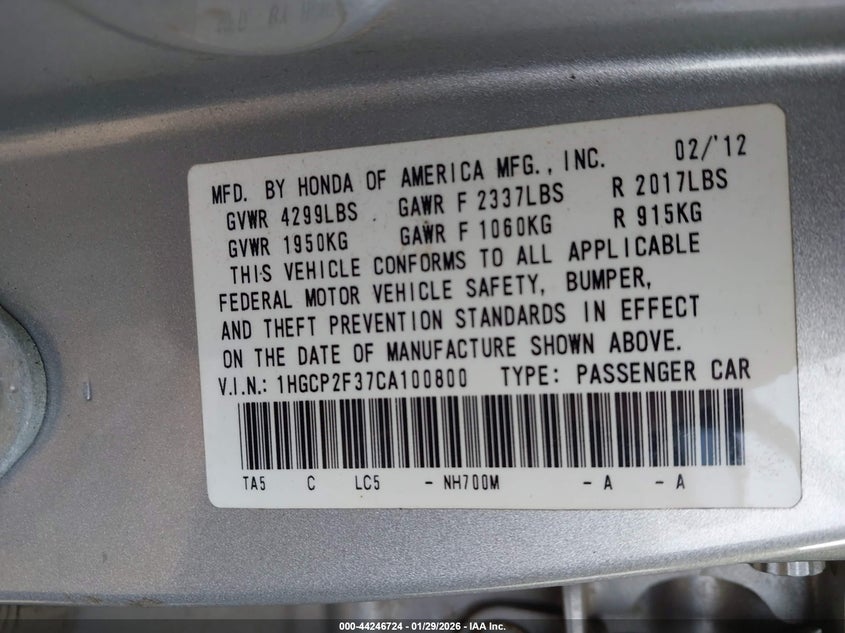 MFD. BY HONDA OF AMERICA MFG., INC. 02/'12
GVWR 4299LBS GAWR F 2337LBS R 2017LBS
GVWR 1950KG GAWR F 1060KG R 915KG
THIS VEHICLE CONFORMS TO ALL APPLICABLE
FEDERAL MOTOR VEHICLE SAFETY, BUMPER,
AND THEFT PREVENTION STANDARDS IN EFFECT
ON THE DATE OF MANUFACTURE SHOWN ABOVE.
V.I.N.: 1HGCP2F37CA100800 TYPE: PASSENGER CAR
TA5 C LC5 - NH700M - A - A
000-44246724 - 01/29/2026 - IAA Inc.